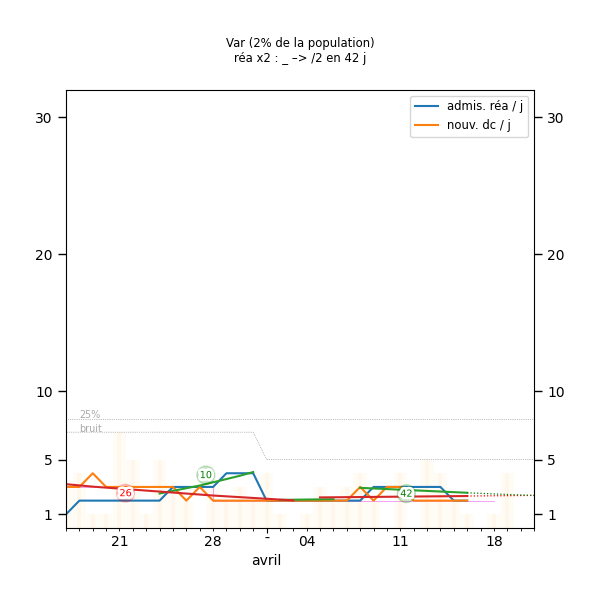 Var (2% de la population)
réa x2 : _ –> /2 en 42 j
admis. réa / j
nouv. dc / j
30 30
20 20
10 10
25%
bruit
5 5
10
26
42
1 1
21 28 - 04 11 18
avril